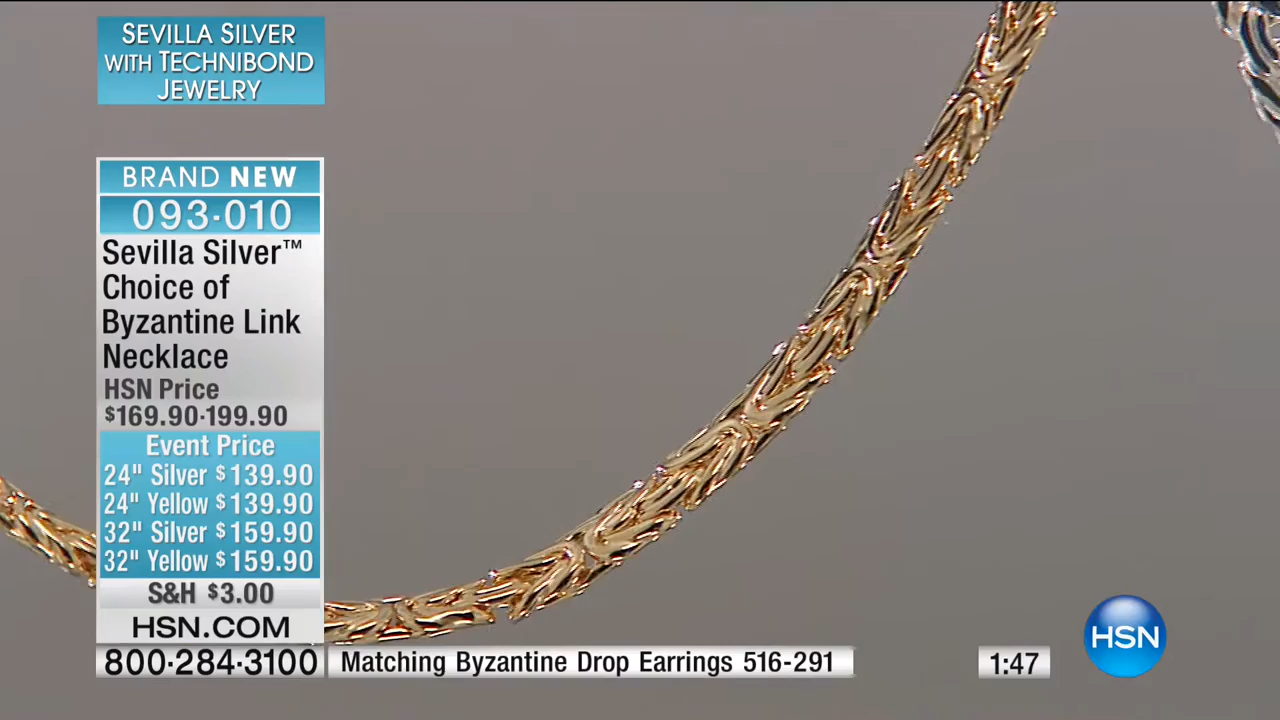 SEVILLA SILVER
WITH TECHNIBOND
JEWELRY
BRAND NEW
093·010
Sevilla Silver™
Choice of
Byzantine Link
Necklace
HSN Price
$169.90-199.90
Event Price
24" Silver $139.90
24" Yellow $139.90
32" Silver $159.90
32" Yellow $159.90
S&H $3.00
HSN.COM
800·284·3100
Matching Byzantine Drop Earrings 516-291
1:47
HSN